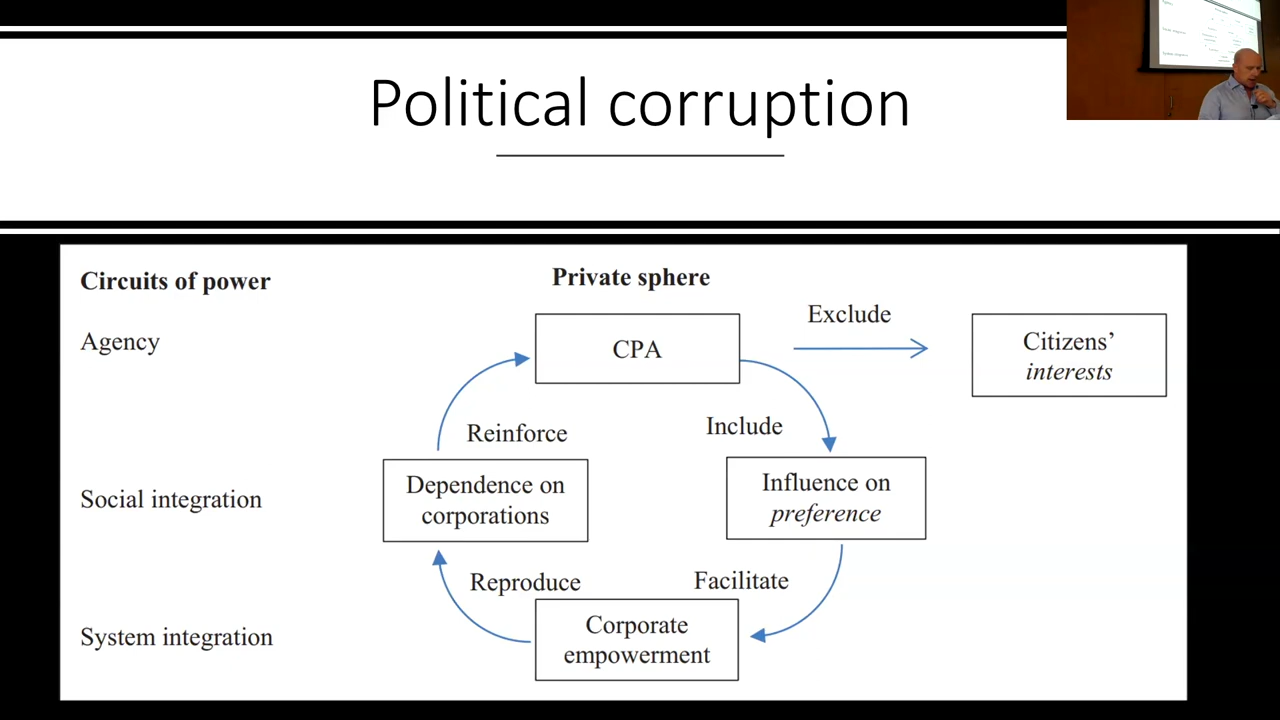 Political corruption
Circuits of power
Private sphere
Agency
CPA
Exclude
Citizens’
interests
Reinforce
Include
Social integration
Dependence on
corporations
Influence on
preference
Reproduce
Facilitate
System integration
Corporate
empowerment